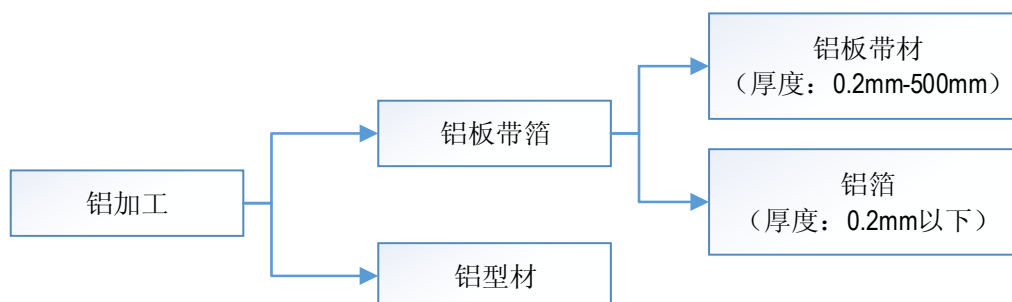 铝加工
铝板带箔
铝型材
铝板带材
（厚度：0.2mm-500mm）
铝箔
（厚度：0.2mm以下）